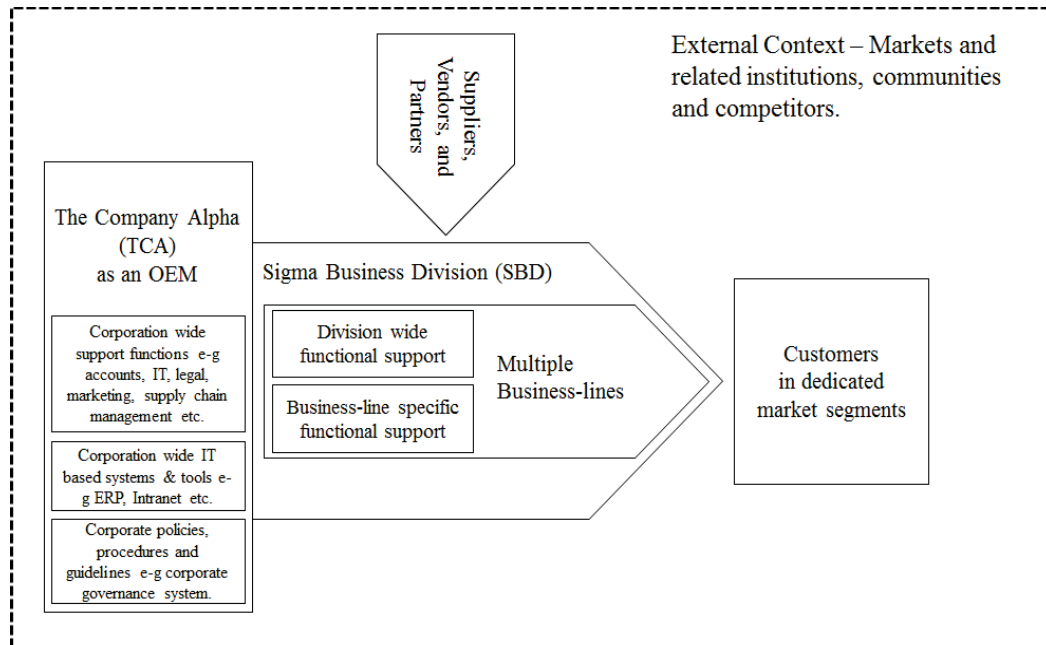 External Context – Markets and
related institutions, communities
and competitors.
Suppliers,
Vendors, and
Partners
The Company Alpha
(TCA)
as an OEM
Corporation wide
support functions e-g
accounts, IT, legal,
marketing, supply chain
management etc.
Corporation wide IT
based systems & tools e-
g ERP, Intranet etc.
Corporate policies,
procedures and
guidelines e-g corporate
governance system.
Sigma Business Division (SBD)
Division wide
functional support
Business-line specific
functional support
Multiple
Business-lines
Customers
in dedicated
market segments